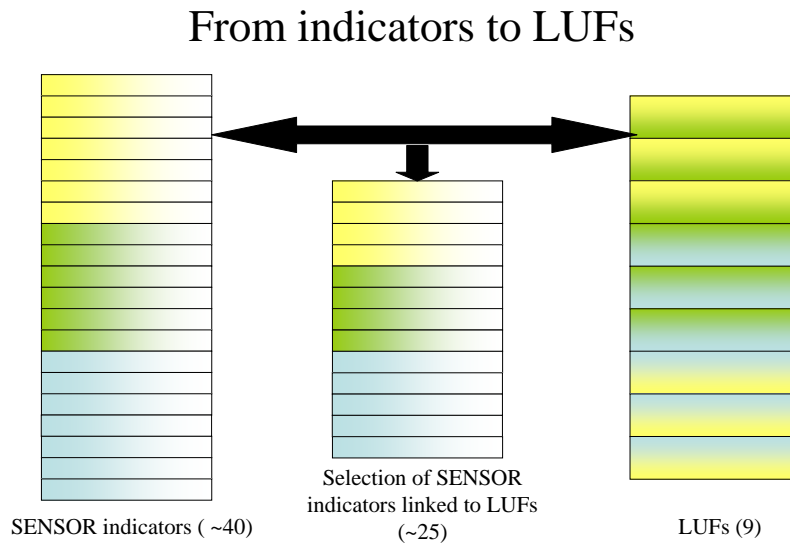 From indicators to LUFs
Selection of SENSOR
indicators linked to LUFs
(~25)
SENSOR indicators ( ~40)
LUFs (9)